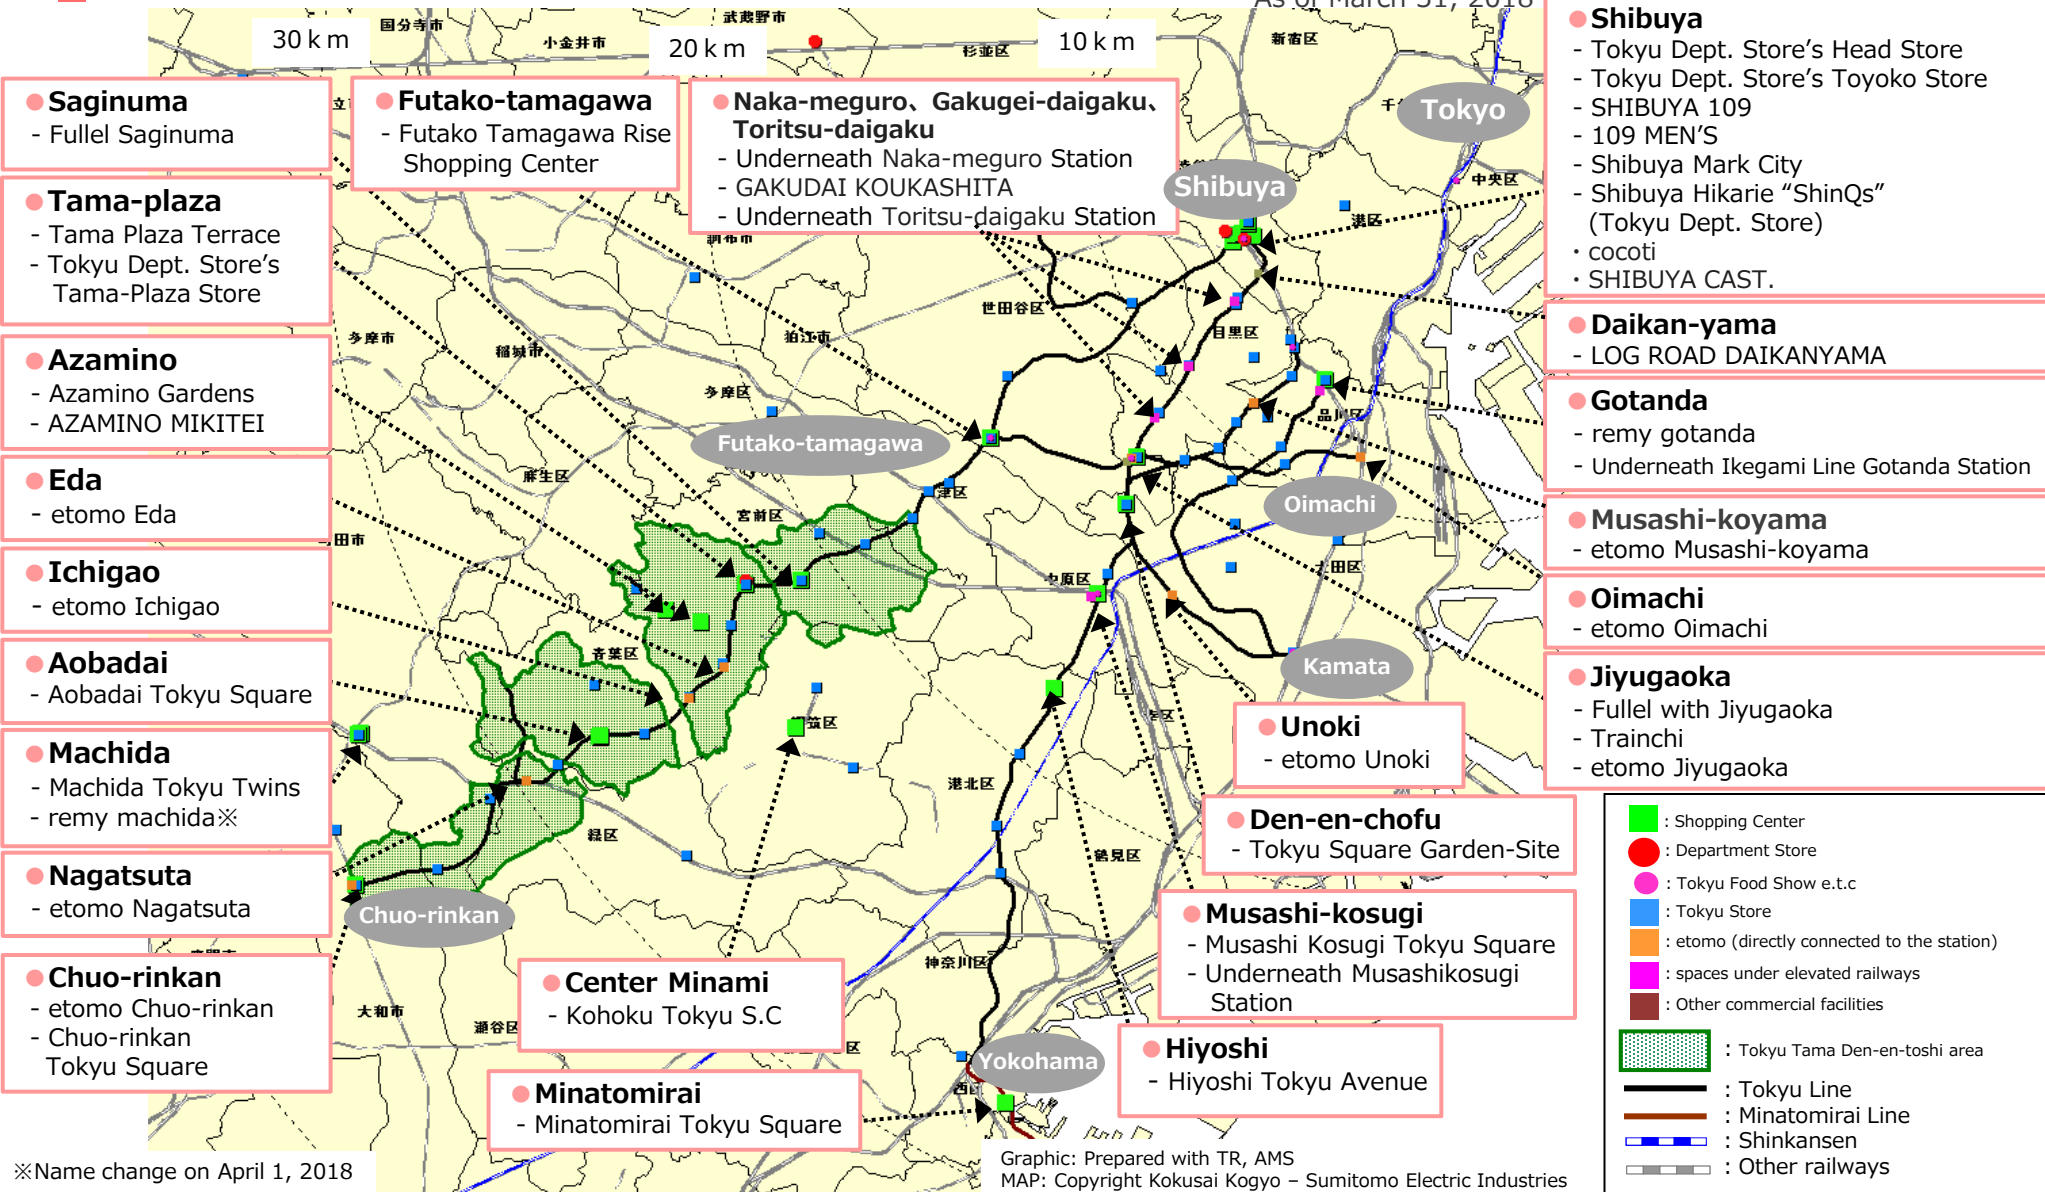 As of March 31, 2018
30ｋｍ
20ｋｍ
10ｋｍ
国分寺市
小金井市
武蔵野市
杉並区
新宿区
中央区
港区
世田谷区
目黒区
品川区
狛江市
調布市
多摩市
稲城市
多摩区
麻生区
宮前区
中原区
青葉区
港北区
緑区
鶴見区
神奈川区
大和市
瀬谷区
Tokyo
Shibuya
Futako-tamagawa
Oimachi
Kamata
Chuo-rinkan
Yokohama
Saginuma
- Fullel Saginuma
Tama-plaza
- Tama Plaza Terrace
- Tokyu Dept. Store's
Tama-Plaza Store
Azamino
- Azamino Gardens
- AZAMINO MIKITEI
Eda
- etomo Eda
Ichigao
- etomo Ichigao
Aobadai
- Aobadai Tokyu Square
Machida
- Machida Tokyu Twins
- remy machida※
Nagatsuta
- etomo Nagatsuta
Chuo-rinkan
- etomo Chuo-rinkan
- Chuo-rinkan
Tokyu Square
Futako-tamagawa
- Futako Tamagawa Rise
Shopping Center
Naka-meguro、Gakugei-daigaku、
Toritsu-daigaku
- Underneath Naka-meguro Station
- GAKUDAI KOUKASHITA
- Underneath Toritsu-daigaku Station
Shibuya
- Tokyu Dept. Store's Head Store
- Tokyu Dept. Store's Toyoko Store
- SHIBUYA 109
- 109 MEN'S
- Shibuya Mark City
- Shibuya Hikarie “ShinQs”
(Tokyu Dept. Store)
・cocoti
・SHIBUYA CAST.
Daikan-yama
- LOG ROAD DAIKANYAMA
Gotanda
- remy gotanda
- Underneath Ikegami Line Gotanda Station
Musashi-koyama
- etomo Musashi-koyama
Oimachi
- etomo Oimachi
Jiyugaoka
- Fullel with Jiyugaoka
- Trainchi
- etomo Jiyugaoka
Unoki
- etomo Unoki
Den-en-chofu
- Tokyu Square Garden-Site
Musashi-kosugi
- Musashi Kosugi Tokyu Square
- Underneath Musashikosugi
Station
Hiyoshi
- Hiyoshi Tokyu Avenue
Center Minami
- Kohoku Tokyu S.C
Minatomirai
- Minatomirai Tokyu Square
: Shopping Center
: Department Store
: Tokyu Food Show e.t.c
: Tokyu Store
: etomo (directly connected to the station)
: spaces under elevated railways
: Other commercial facilities
: Tokyu Tama Den-en-toshi area
: Tokyu Line
: Minatomirai Line
: Shinkansen
: Other railways
※Name change on April 1, 2018
Graphic: Prepared with TR, AMS
MAP: Copyright Kokusai Kogyo – Sumitomo Electric Industries